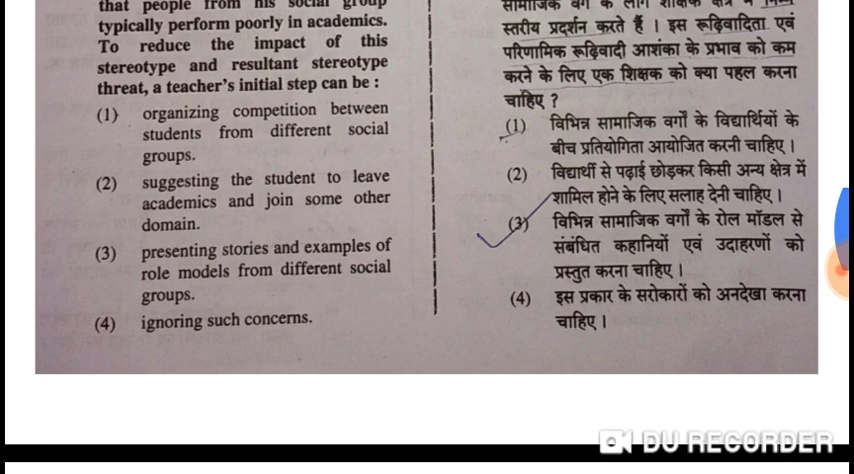 that people from his social group
typically perform poorly in academics.
To reduce the impact of this
stereotype and resultant stereotype
threat, a teacher's initial step can be :
(1) organizing competition between
students from different social
groups.
(2) suggesting the student to leave
academics and join some other
domain.
(3) presenting stories and examples of
role models from different social
groups.
(4) ignoring such concerns.
सामाजिक वर्ग के लोग शैक्षिक क्षेत्र में निम्न
स्तरीय प्रदर्शन करते हैं । इस रूढ़िवादिता एवं
परिणामिक रूढ़िवादी आशंका के प्रभाव को कम
करने के लिए एक शिक्षक को क्या पहल करना
चाहिए ?
(1) विभिन्न सामाजिक वर्गों के विद्यार्थियों के
बीच प्रतियोगिता आयोजित करनी चाहिए ।
(2) विद्यार्थी से पढ़ाई छोड़कर किसी अन्य क्षेत्र में
शामिल होने के लिए सलाह देनी चाहिए ।
(3) विभिन्न सामाजिक वर्गों के रोल मॉडल से
संबंधित कहानियों एवं उदाहरणों को
प्रस्तुत करना चाहिए ।
(4) इस प्रकार के सरोकारों को अनदेखा करना
चाहिए ।
DU RECORDER